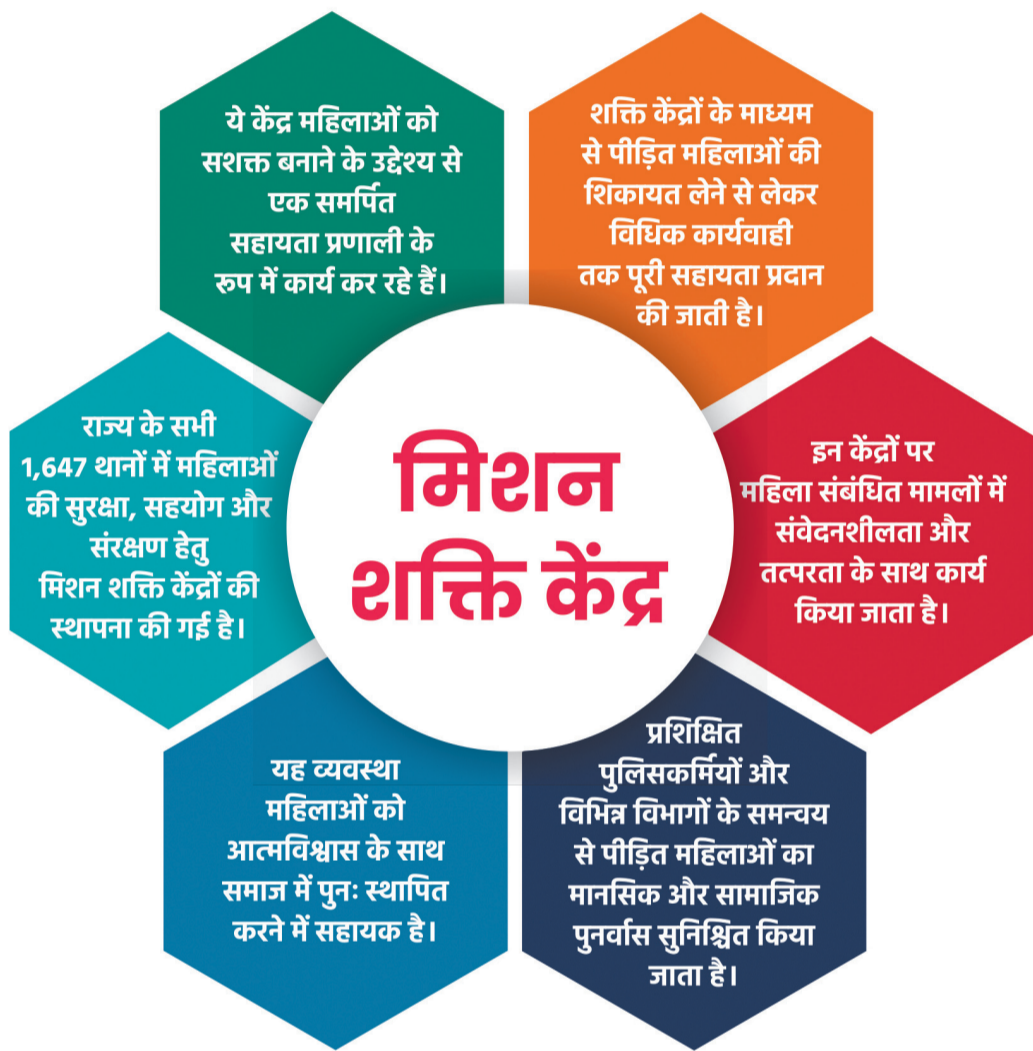 ये केंद्र महिलाओं को
सशक्त बनाने के उद्देश्य से
एक समर्पित
सहायता प्रणाली के
रूप में कार्य कर रहे हैं।
शक्ति केंद्रों के माध्यम
से पीड़ित महिलाओं की
शिकायत लेने से लेकर
विधिक कार्यवाही
तक पूरी सहायता प्रदान
की जाती है।
राज्य के सभी
1,647 थानों में महिलाओं
की सुरक्षा, सहयोग और
संरक्षण हेतु
मिशन शक्ति केंद्रों की
स्थापना की गई है।
मिशन
शक्ति केंद्र
इन केंद्रों पर
महिला संबंधित मामलों में
संवेदनशीलता और
तत्परता के साथ कार्य
किया जाता है।
यह व्यवस्था
महिलाओं को
आत्मविश्वास के साथ
समाज में पुनः स्थापित
करने में सहायक है।
प्रशिक्षित
पुलिसकर्मियों और
विभिन्न विभागों के समन्वय
से पीड़ित महिलाओं का
मानसिक और सामाजिक
पुनर्वास सुनिश्चित किया
जाता है।